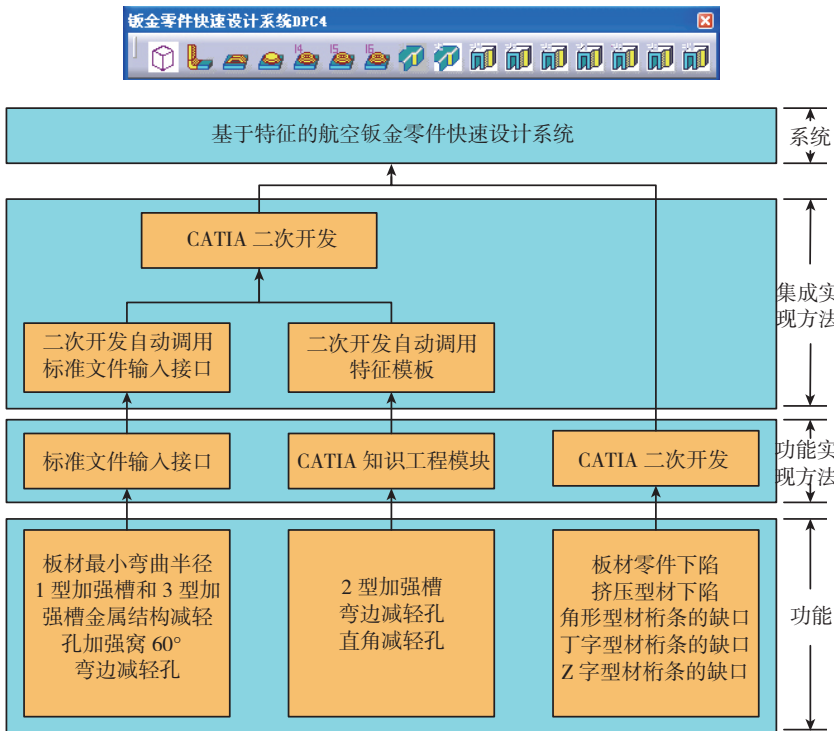 钣金零件快速设计系统DPC4
14 15 16
基于特征的航空钣金零件快速设计系统
系统
CATIA 二次开发
集成实
现方法
二次开发自动调用
标准文件输入接口
二次开发自动调用
特征模板
标准文件输入接口
CATIA 知识工程模块
CATIA 二次开发
功能实
现方法
板材最小弯曲半径
1 型加强槽和 3 型加
强槽金属结构减轻
孔加强窝 60°
弯边减轻孔
2 型加强槽
弯边减轻孔
直角减轻孔
板材零件下陷
挤压型材下陷
角形型材桁条的缺口
丁字型材桁条的缺口
Z 字型材桁条的缺口
功能